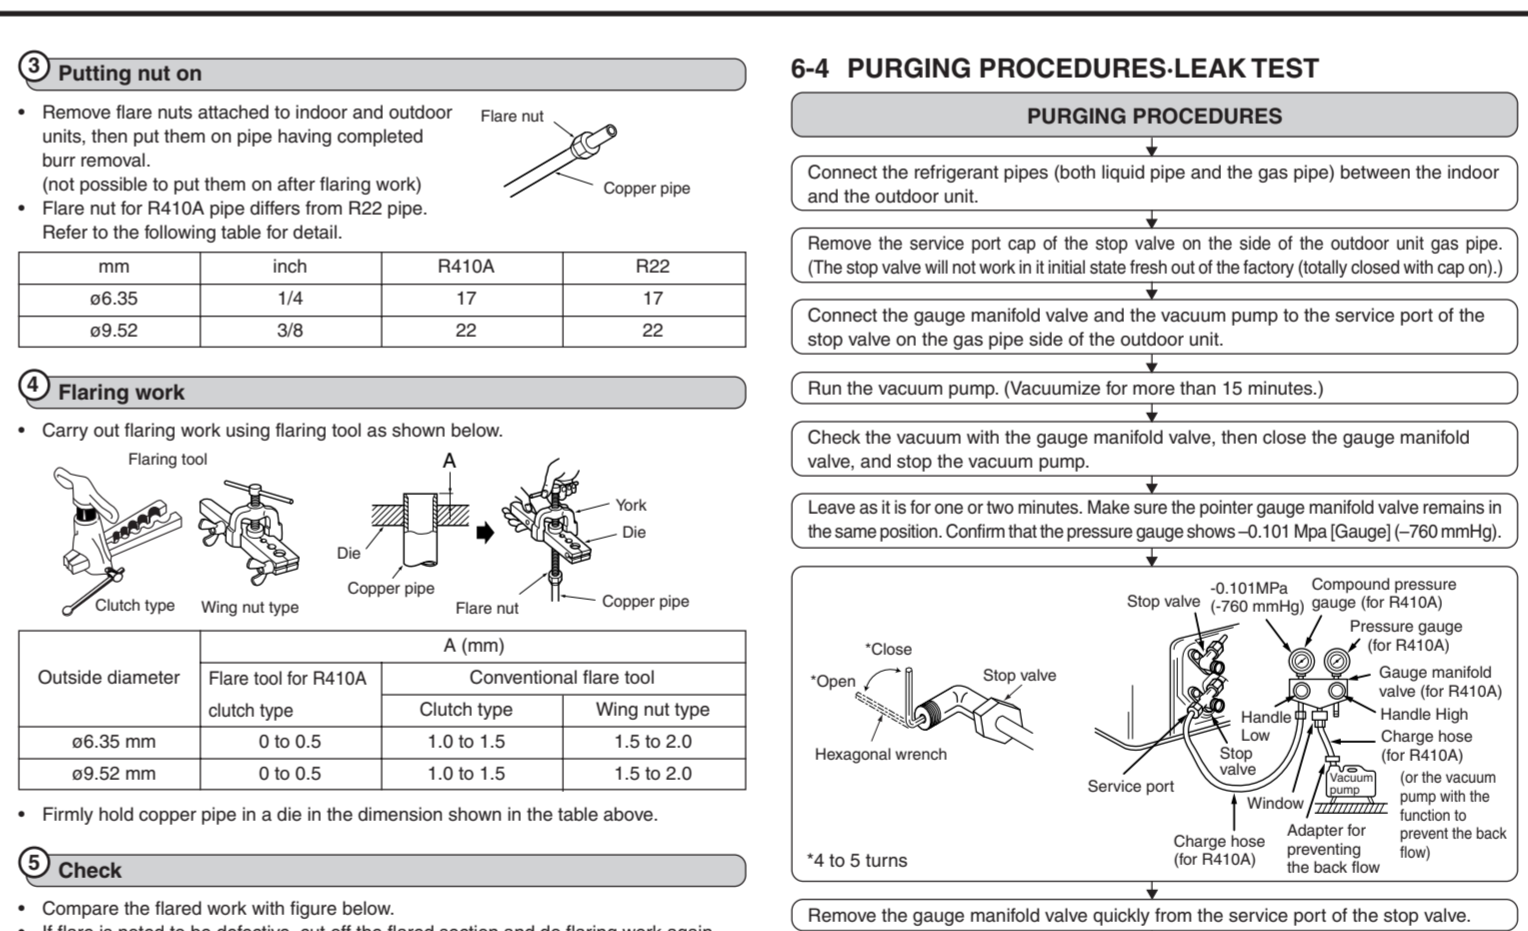 3 Putting nut on
• Remove flare nuts attached to indoor and outdoor
units, then put them on pipe having completed
burr removal.
(not possible to put them on after flaring work)
• Flare nut for R410A pipe differs from R22 pipe.
Refer to the following table for detail.
Flare nut
Copper pipe
mm inch R410A R22
ø6.35 1/4 17 17
ø9.52 3/8 22 22
4 Flaring work
• Carry out flaring work using flaring tool as shown below.
Flaring tool
Clutch type
Wing nut type
A
Die
Copper pipe
York
Die
Flare nut
Copper pipe
Outside diameter
A (mm)
Flare tool for R410A
clutch type
Conventional flare tool
Clutch type Wing nut type
ø6.35 mm 0 to 0.5 1.0 to 1.5 1.5 to 2.0
ø9.52 mm 0 to 0.5 1.0 to 1.5 1.5 to 2.0
• Firmly hold copper pipe in a die in the dimension shown in the table above.
5 Check
• Compare the flared work with figure below.
• If flare is noted to be defective, cut off the flared section and do flaring work again.
6-4 PURGING PROCEDURES·LEAK TEST
PURGING PROCEDURES
Connect the refrigerant pipes (both liquid pipe and the gas pipe) between the indoor
and the outdoor unit.
Remove the service port cap of the stop valve on the side of the outdoor unit gas pipe.
(The stop valve will not work in it initial state fresh out of the factory (totally closed with cap on).)
Connect the gauge manifold valve and the vacuum pump to the service port of the
stop valve on the gas pipe side of the outdoor unit.
Run the vacuum pump. (Vacuumize for more than 15 minutes.)
Check the vacuum with the gauge manifold valve, then close the gauge manifold
valve, and stop the vacuum pump.
Leave as it is for one or two minutes. Make sure the pointer gauge manifold valve remains in
the same position. Confirm that the pressure gauge shows –0.101 Mpa [Gauge] (–760 mmHg).
*Close
*Open
Hexagonal wrench
Stop valve
*4 to 5 turns
Stop valve
-0.101MPa
(-760 mmHg)
Compound pressure
gauge (for R410A)
Pressure gauge
(for R410A)
Gauge manifold
valve (for R410A)
Handle High
Handle
Low
Stop
valve
Charge hose
(for R410A)
Service port
Window
Vacuum
pump
(or the vacuum
pump with the
function to
prevent the back
flow)
Charge hose
(for R410A)
Adapter for
preventing
the back flow
Remove the gauge manifold valve quickly from the service port of the stop valve.